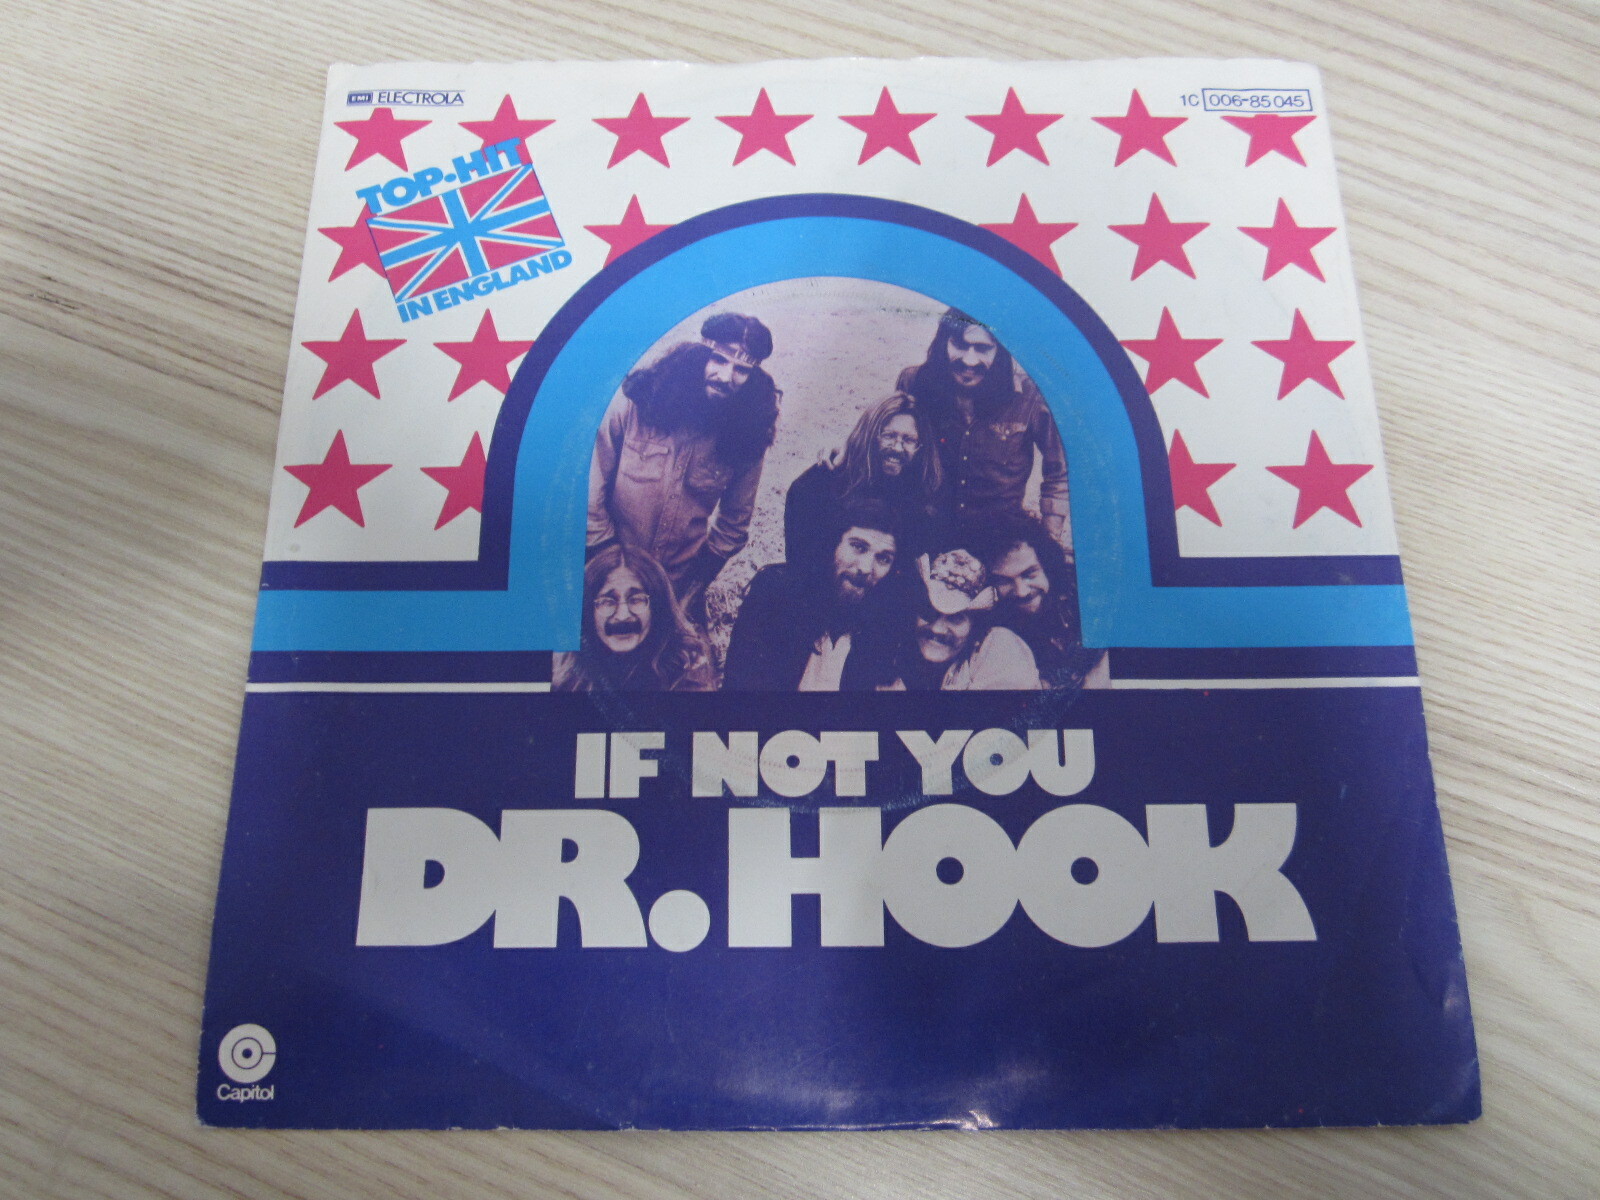 EMI ELECTROLA
1C 006-85 045
TOP-HIT
IN ENGLAND
IF NOT YOU
DR. HOOK
Capitol